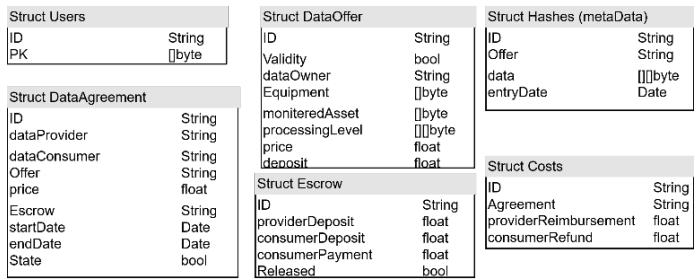 Struct Users
ID String
PK []byte
Struct DataAgreement
ID String
dataProvider String
dataConsumer String
Offer String
price float
Escrow String
startDate Date
endDate Date
State bool
Struct DataOffer
ID String
Validity bool
dataOwner String
Equipment []byte
moniteredAsset []byte
processingLevel [][]byte
price float
deposit float
Struct Escrow
ID String
providerDeposit float
consumerDeposit float
consumerPayment float
Released bool
Struct Hashes (metaData)
ID String
Offer String
data [][]byte
entryDate Date
Struct Costs
ID String
Agreement String
providerReimbursement float
consumerRefund float